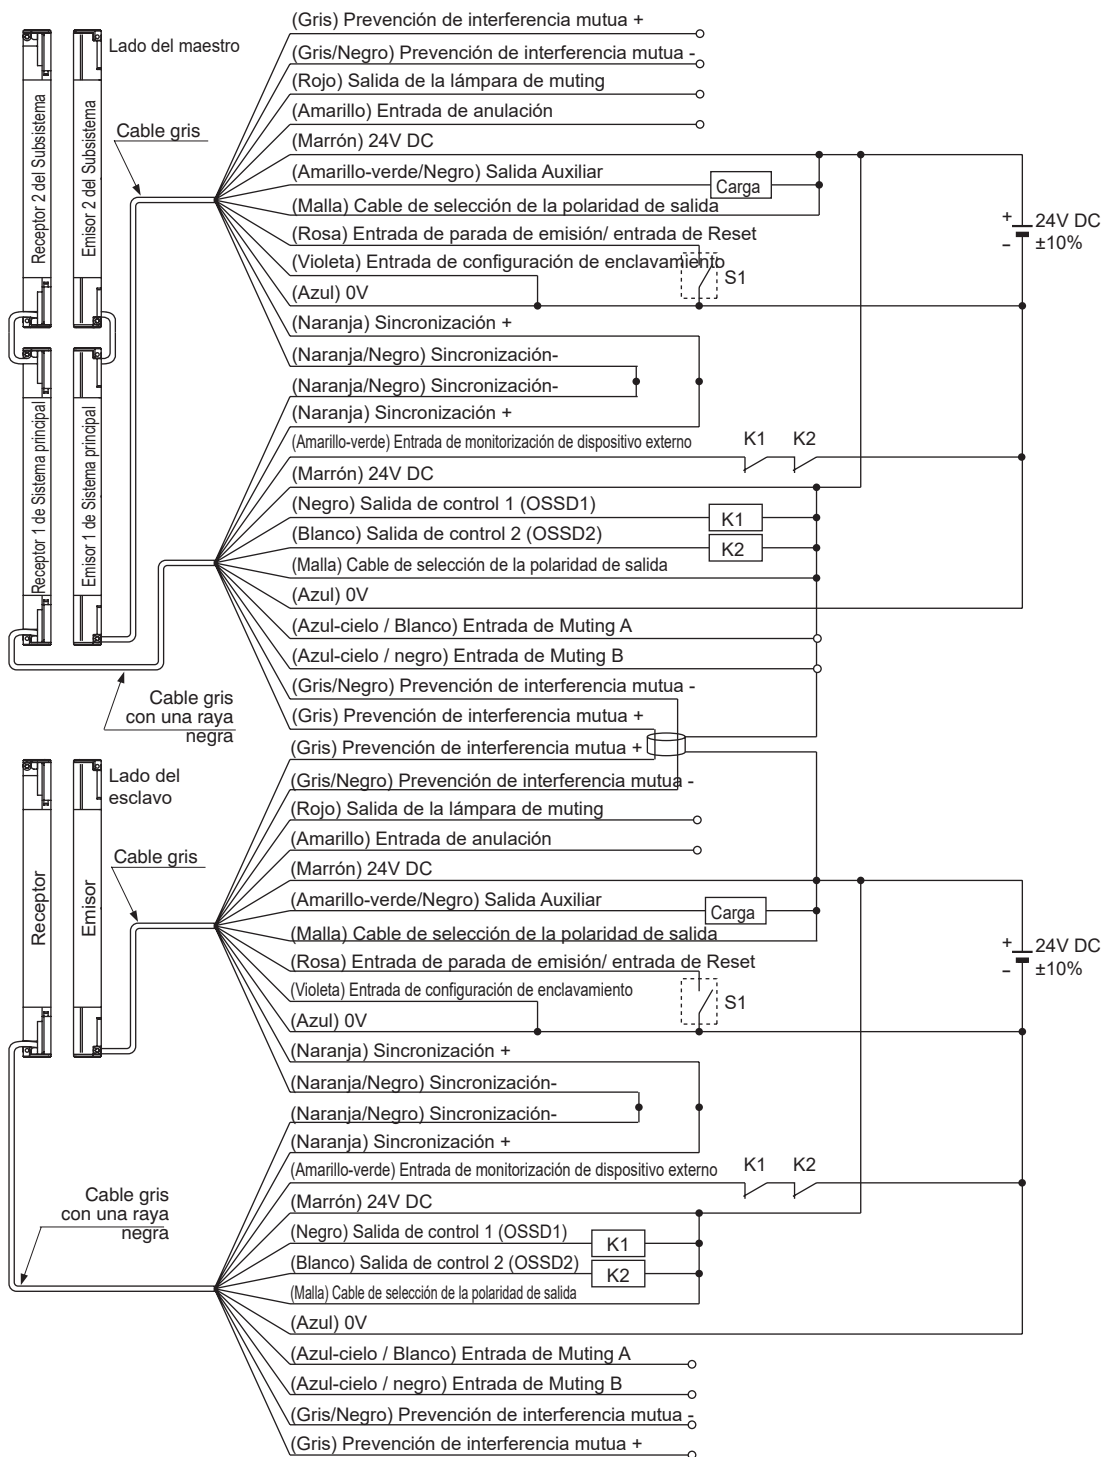 (Gris) Prevención de interferencia mutua +
Lado del maestro
(Gris/Negro) Prevención de interferencia mutua -
(Rojo) Salida de la lámpara de muting
(Amarillo) Entrada de anulación
Cable gris
(Marrón) 24V DC
(Amarillo-verde/Negro) Salida Auxiliar
Carga
(Malla) Cable de selección de la polaridad de salida
Receptor 2 del Subsistema
Emisor 2 del Subsistema
+ 24V DC
- ±10%
(Rosa) Entrada de parada de emisión/ entrada de Reset
(Violeta) Entrada de configuración de enclavamiento
S1
(Azul) 0V
(Naranja) Sincronización +
(Naranja/Negro) Sincronización-
(Naranja/Negro) Sincronización-
(Naranja) Sincronización +
(Amarillo-verde) Entrada de monitorización de dispositivo externo
K1 K2
Receptor 1 de Sistema principal
Emisor 1 de Sistema principal
(Marrón) 24V DC
(Negro) Salida de control 1 (OSSD1)
K1
(Blanco) Salida de control 2 (OSSD2)
K2
(Malla) Cable de selección de la polaridad de salida
(Azul) 0V
(Azul-cielo / Blanco) Entrada de Muting A
(Azul-cielo / negro) Entrada de Muting B
(Gris/Negro) Prevención de interferencia mutua -
Cable gris
con una raya
negra
(Gris) Prevención de interferencia mutua +
(Gris) Prevención de interferencia mutua +
Lado del
esclavo
(Gris/Negro) Prevención de interferencia mutua -
(Rojo) Salida de la lámpara de muting
(Amarillo) Entrada de anulación
Cable gris
(Marrón) 24V DC
(Amarillo-verde/Negro) Salida Auxiliar
Carga
Receptor
Emisor
(Malla) Cable de selección de la polaridad de salida
+ 24V DC
- ±10%
(Rosa) Entrada de parada de emisión/ entrada de Reset
(Violeta) Entrada de configuración de enclavamiento
S1
(Azul) 0V
(Naranja) Sincronización +
(Naranja/Negro) Sincronización-
(Naranja/Negro) Sincronización-
(Naranja) Sincronización +
(Amarillo-verde) Entrada de monitorización de dispositivo externo
K1 K2
Cable gris
con una raya
negra
(Marrón) 24V DC
(Negro) Salida de control 1 (OSSD1)
K1
(Blanco) Salida de control 2 (OSSD2)
K2
(Malla) Cable de selección de la polaridad de salida
(Azul) 0V
(Azul-cielo / Blanco) Entrada de Muting A
(Azul-cielo / negro) Entrada de Muting B
(Gris/Negro) Prevención de interferencia mutua -
(Gris) Prevención de interferencia mutua +